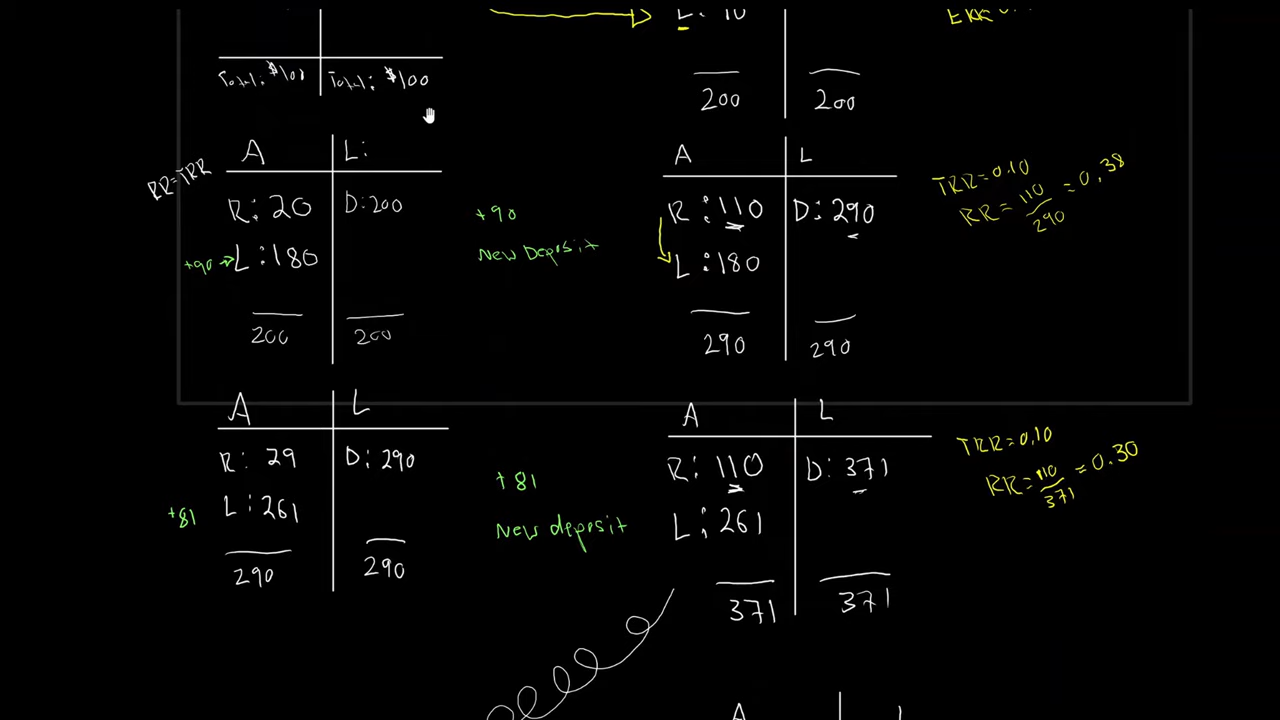 L: 10
Total: $100 Total: $100
200 200
A L:
RR=TRR
R: 20 D:200
+90 L:180
200 200
+90
New Deposit
A L
R:110 D:290
L:180
290 290
TRR=0.10
RR=110/290=0.38
A L
R: 29 D: 290
+81 L:261
290 290
+81
New deposit
A L
R: 110 D: 371
L:261
371 371
TRR=0.10
RR=110/371=0.30
A